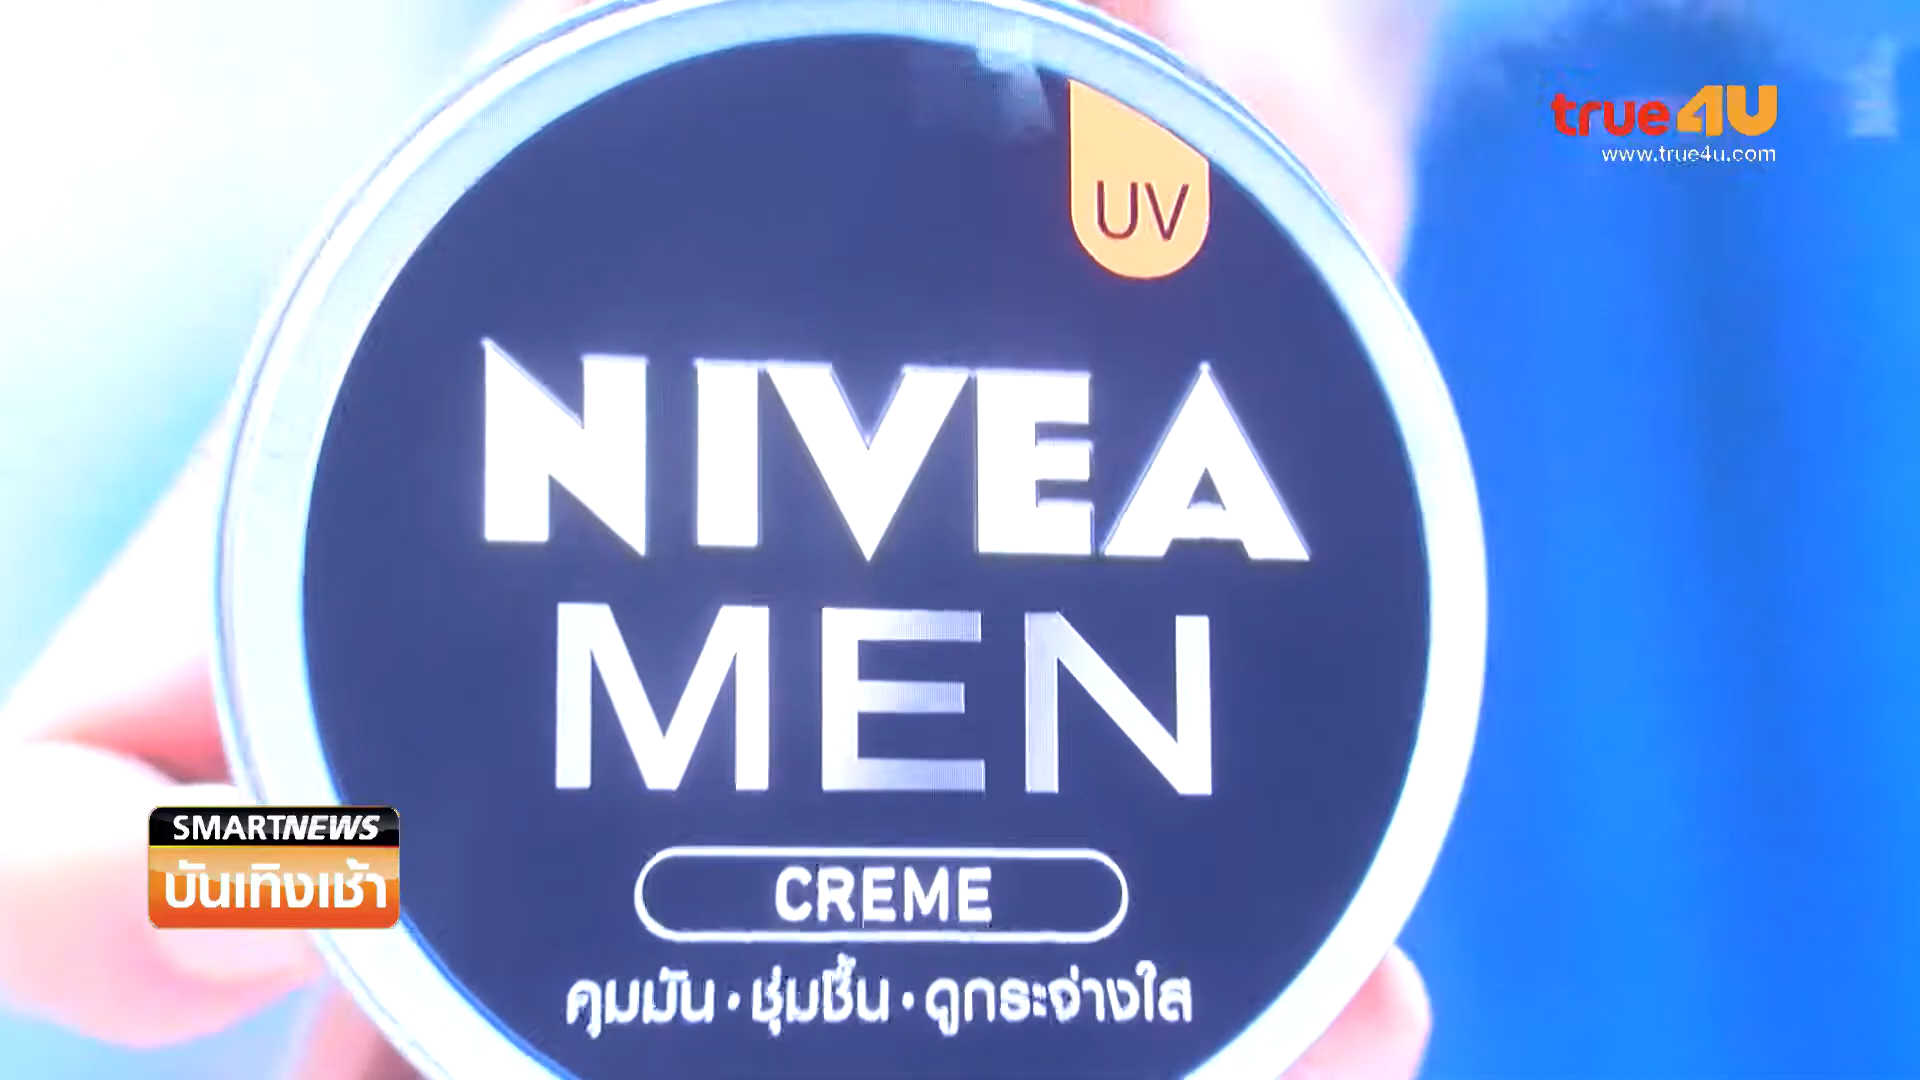 true4U
www.true4u.com
UV
NIVEA
MEN
CREME
คุมมัน • ชุ่มชื้น • ดูกระจ่างใส
SMARTNEWS
บันเทิงเช้า